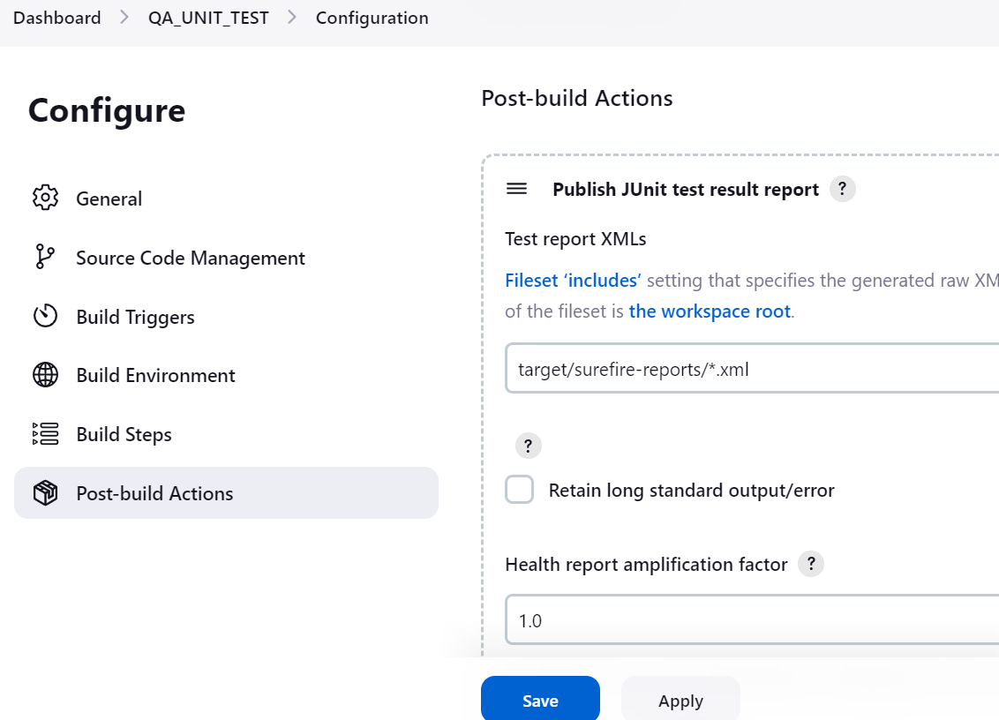 Dashboard > QA_UNIT_TEST > Configuration
Configure
General
Source Code Management
Build Triggers
Build Environment
Build Steps
Post-build Actions
Post-build Actions
Publish JUnit test result report ?
Test report XMLs
Fileset ‘includes’ setting that specifies the generated raw XM
of the fileset is the workspace root.
target/surefire-reports/*.xml
?
Retain long standard output/error
Health report amplification factor ?
1.0
Save
Apply